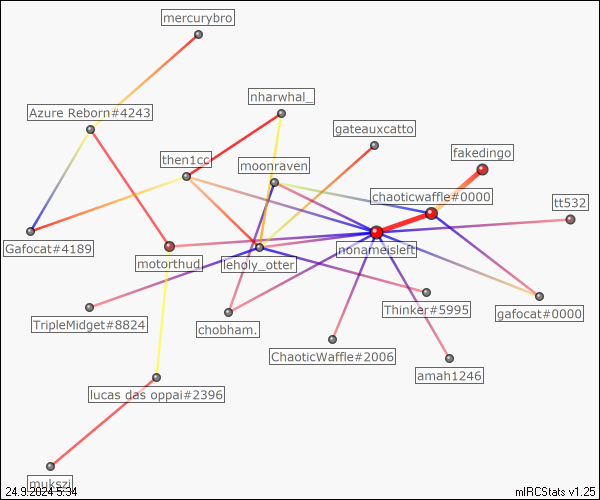 mercurybro
nharwhal_
Azure Reborn#4243
gateauxcatto
fakedingo
then1cc
moonraven
chaoticwaffle#0000
tt532
Gafocat#4189
nonameisleft
motorthud
leholy_otter
Thinker#5995
gafocat#0000
TripleMidget#8824
chobham.
ChaoticWaffle#2006
amah1246
lucas das oppai#2396
mukszi
24.9.2024 5:34
mIRCStats v1.25